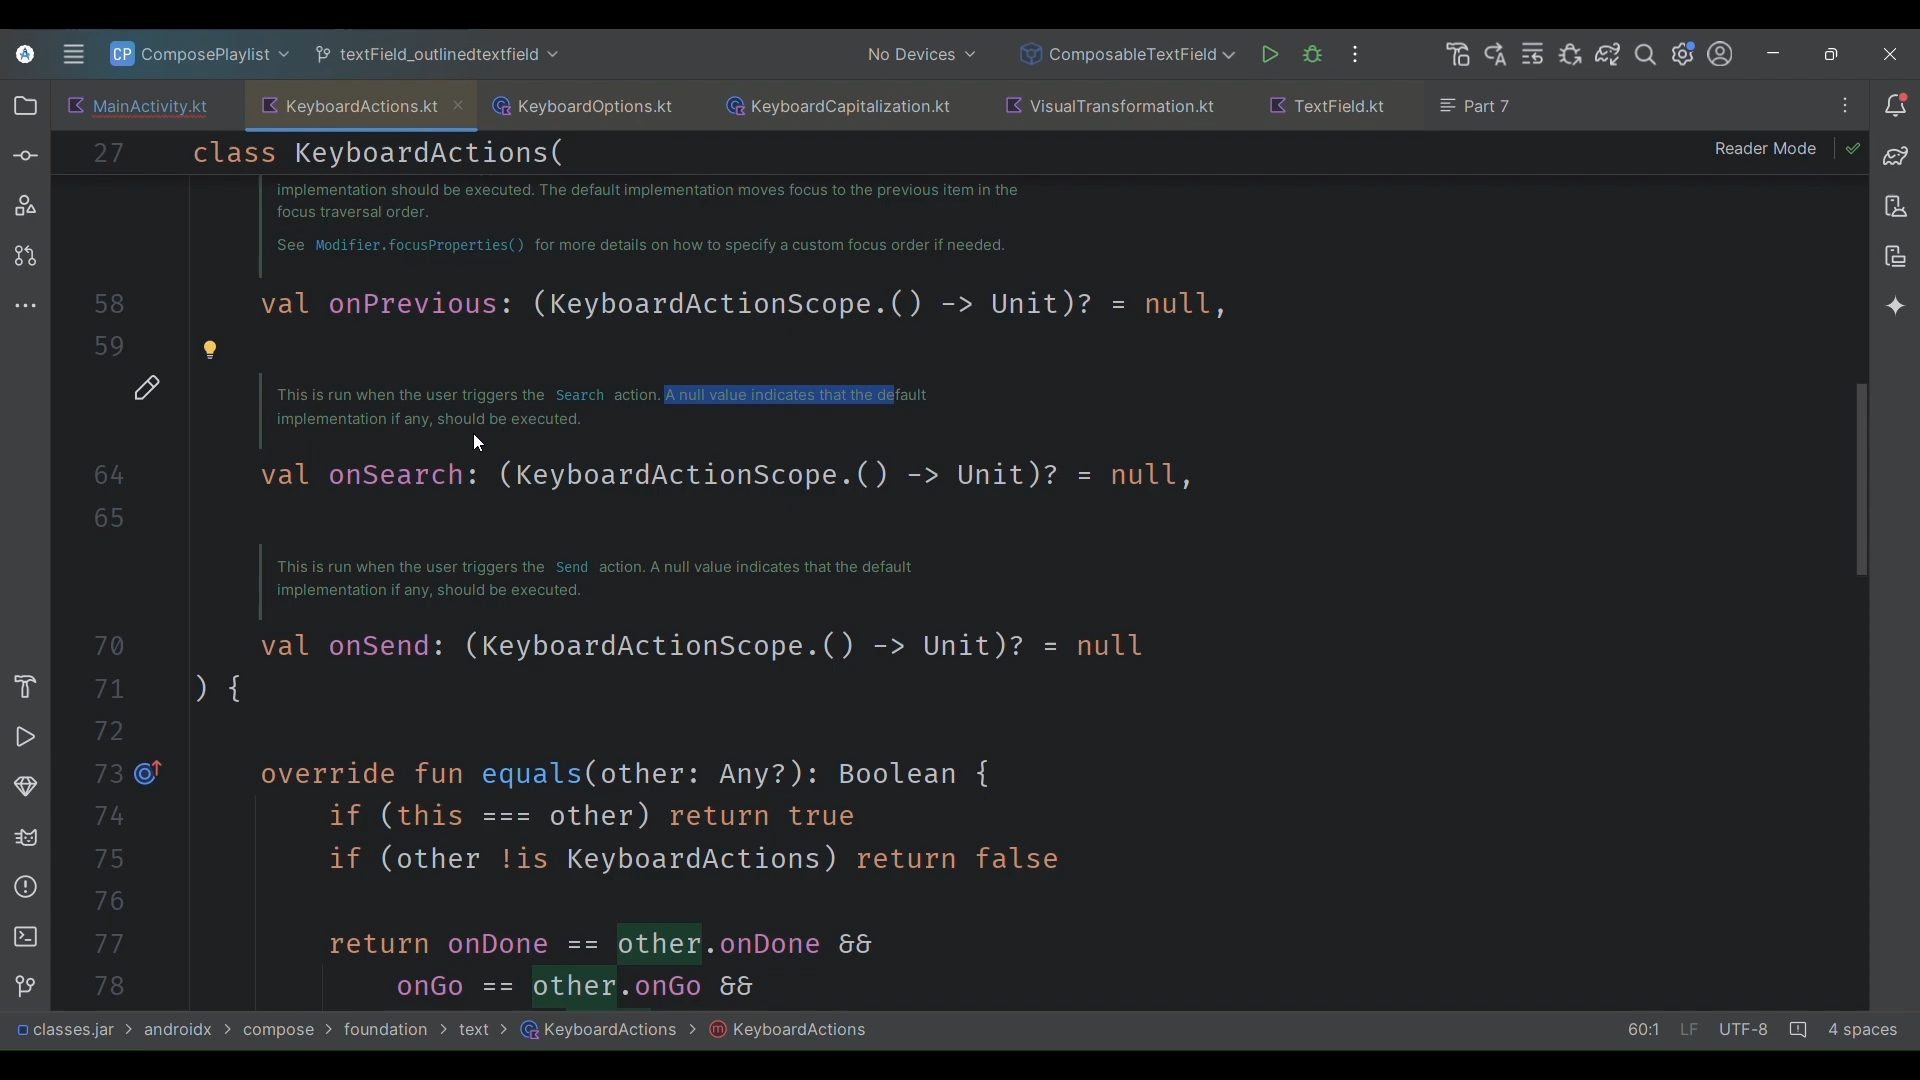 CP ComposePlaylist textField_outlinedtextfield No Devices ComposableTextField
MainActivity.kt KeyboardActions.kt KeyboardOptions.kt KeyboardCapitalization.kt VisualTransformation.kt TextField.kt Part 7
27 class KeyboardActions( Reader Mode
implementation should be executed. The default implementation moves focus to the previous item in the
focus traversal order.
See Modifier.focusProperties() for more details on how to specify a custom focus order if needed.
58 val onPrevious: (KeyboardActionScope.() -> Unit)? = null,
59
This is run when the user triggers the Search action. A null value indicates that the default
implementation if any, should be executed.
64 val onSearch: (KeyboardActionScope.() -> Unit)? = null,
65
This is run when the user triggers the Send action. A null value indicates that the default
implementation if any, should be executed.
70 val onSend: (KeyboardActionScope.() -> Unit)? = null
71 ) {
72
73 override fun equals(other: Any?): Boolean {
74 if (this === other) return true
75 if (other !is KeyboardActions) return false
76
77 return onDone == other.onDone &&
78 onGo == other.onGo &&
classes.jar > androidx > compose > foundation > text > KeyboardActions > KeyboardActions 60:1 LF UTF-8 4 spaces